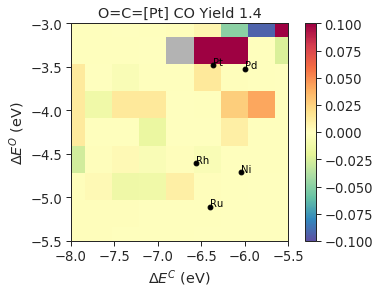 O=C=[Pt] CO Yield 1.4
−3.0
−3.5
−4.0
−4.5
−5.0
−5.5
ΔE^O (eV)
Pt
Pd
Rh
Ni
Ru
−8.0 −7.5 −7.0 −6.5 −6.0 −5.5
ΔE^C (eV)
0.100
0.075
0.050
0.025
0.000
−0.025
−0.050
−0.075
−0.100